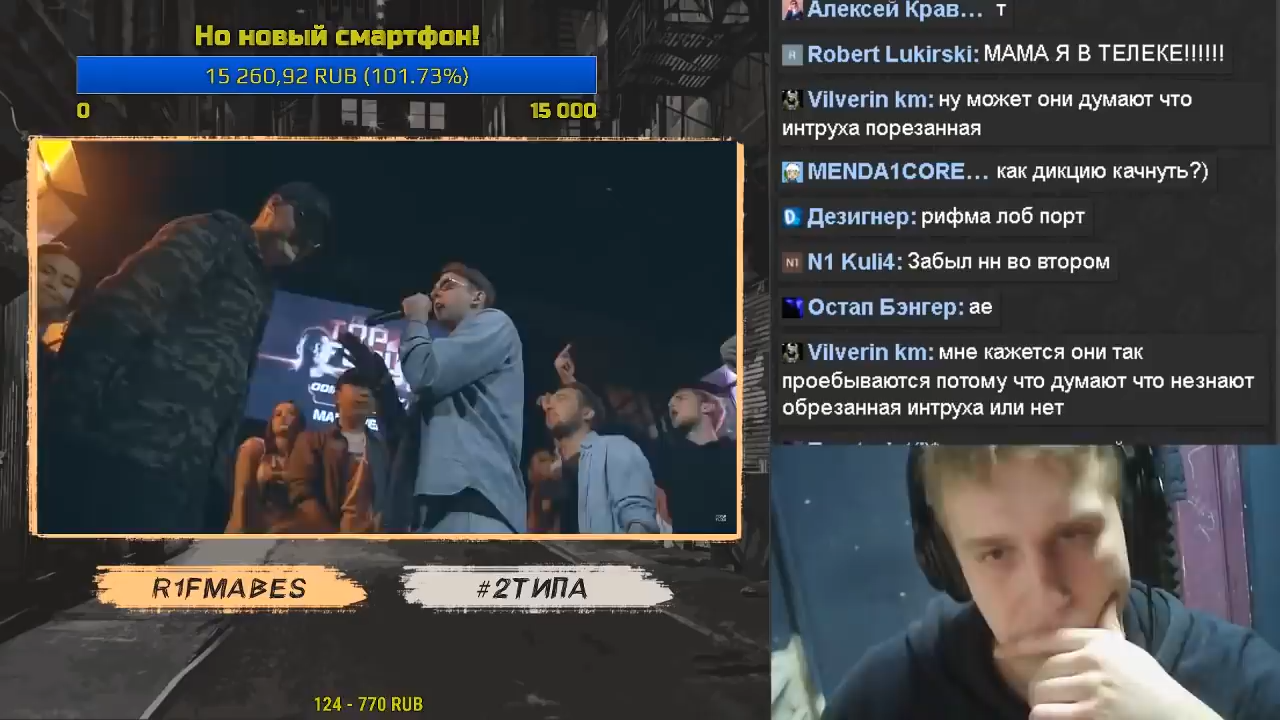 Но новый смартфон!
15 260,92 RUB (101.73%)
0
15 000
R1FMABES
#2ТИПА
124 - 770 RUB
Алексей Крав... т
Robert Lukirski: МАМА Я В ТЕЛЕКЕ!!!!!!
Vilverin km: ну может они думают что
интруха порезанная
MENDA1CORE... как дикцию качнуть?)
Дезигнер: рифма лоб порт
N1 Kuli4: Забыл нн во втором
Остап Бэнгер: ае
Vilverin km: мне кажется они так
проебываются потому что думают что незнают
обрезанная интруха или нет